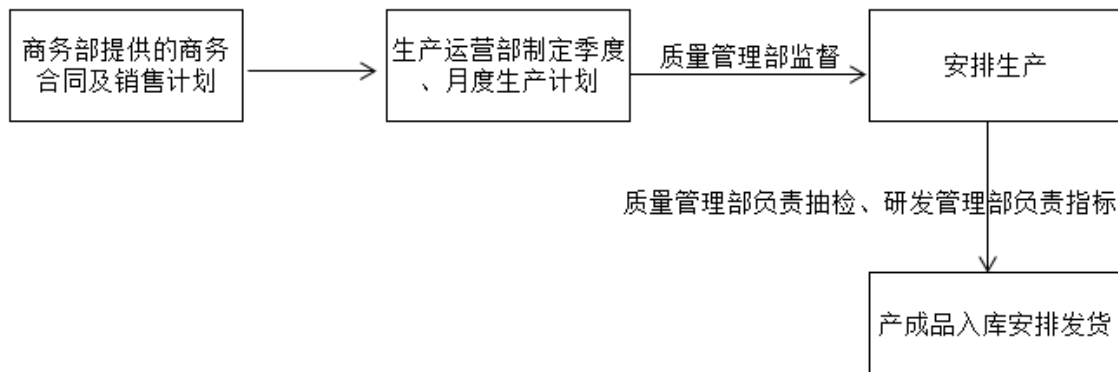 商务部提供的商务
合同及销售计划
生产运营部制定季度
、月度生产计划
质量管理部监督
安排生产
质量管理部负责抽检、研发管理部负责指标
产成品入库安排发货